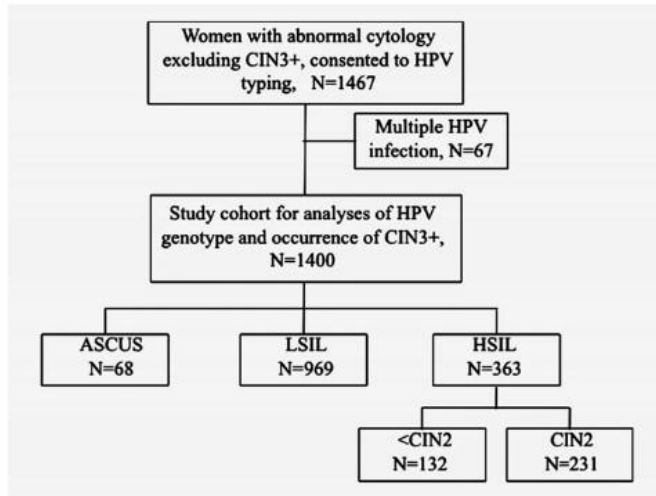 Women with abnormal cytology
excluding CIN3+, consented to HPV
typing, N=1467
Multiple HPV
infection, N=67
Study cohort for analyses of HPV
genotype and occurrence of CIN3+,
N=1400
ASCUS
N=68
LSIL
N=969
HSIL
N=363
<CIN2
N=132
CIN2
N=231